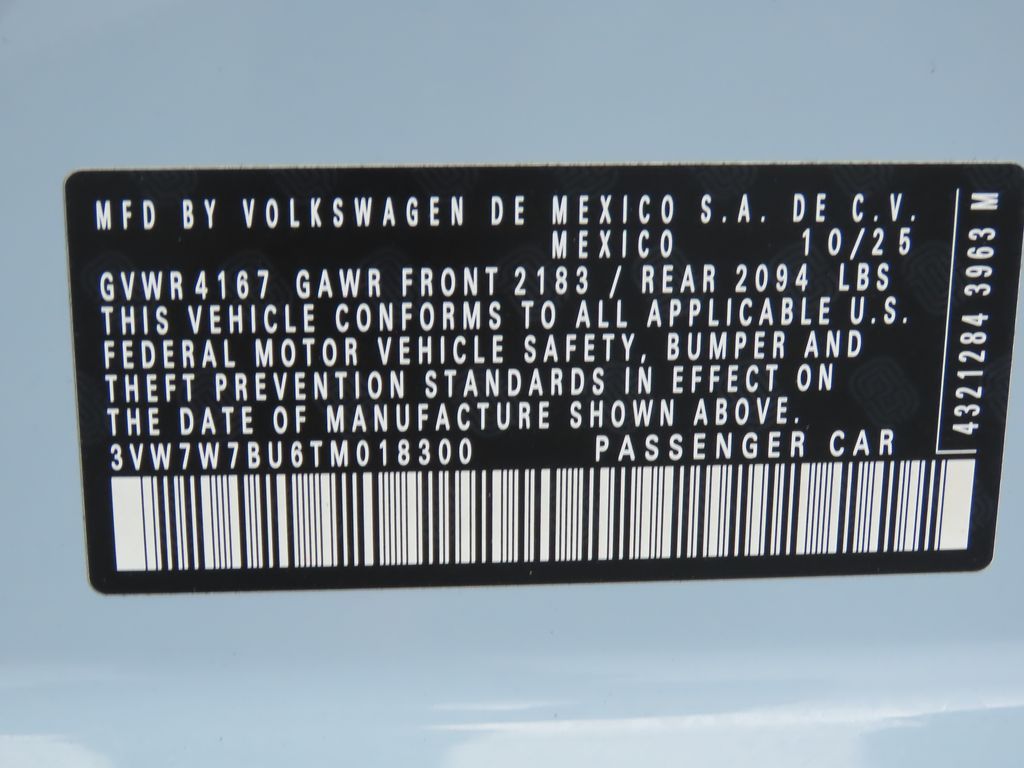 MFD BY VOLKSWAGEN DE MEXICO S.A. DE C.V.
MEXICO 10/25
GVWR 4167 GAWR FRONT 2183 / REAR 2094 LBS
THIS VEHICLE CONFORMS TO ALL APPLICABLE U.S.
FEDERAL MOTOR VEHICLE SAFETY, BUMPER AND
THEFT PREVENTION STANDARDS IN EFFECT ON
THE DATE OF MANUFACTURE SHOWN ABOVE.
3VW7W7BU6TM018300 PASSENGER CAR
4321284 3963 M